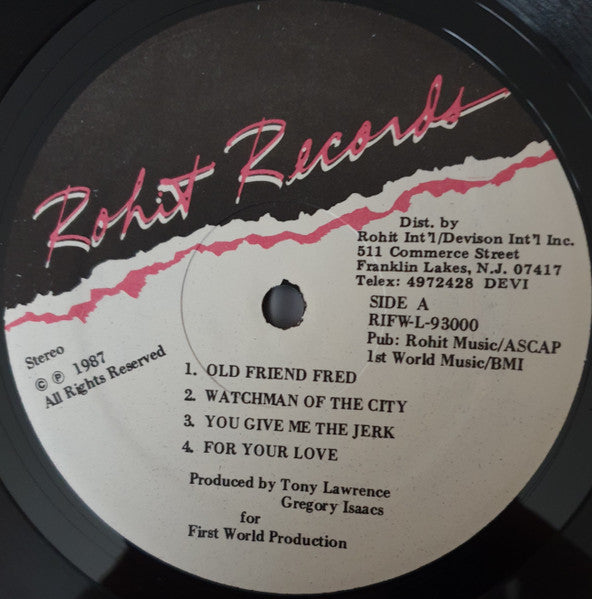 Rohit Records
Dist. by
Rohit Int'l/Devison Int'l Inc.
511 Commerce Street
Franklin Lakes, N.J. 07417
Telex: 4972428 DEVI
SIDE A
RIFW-L-93000
Pub: Rohit Music/ASCAP
1st World Music/BMI
Stereo
© ℗ 1987
All Rights Reserved
1. OLD FRIEND FRED
2. WATCHMAN OF THE CITY
3. YOU GIVE ME THE JERK
4. FOR YOUR LOVE
Produced by Tony Lawrence
Gregory Isaacs
for
First World Production